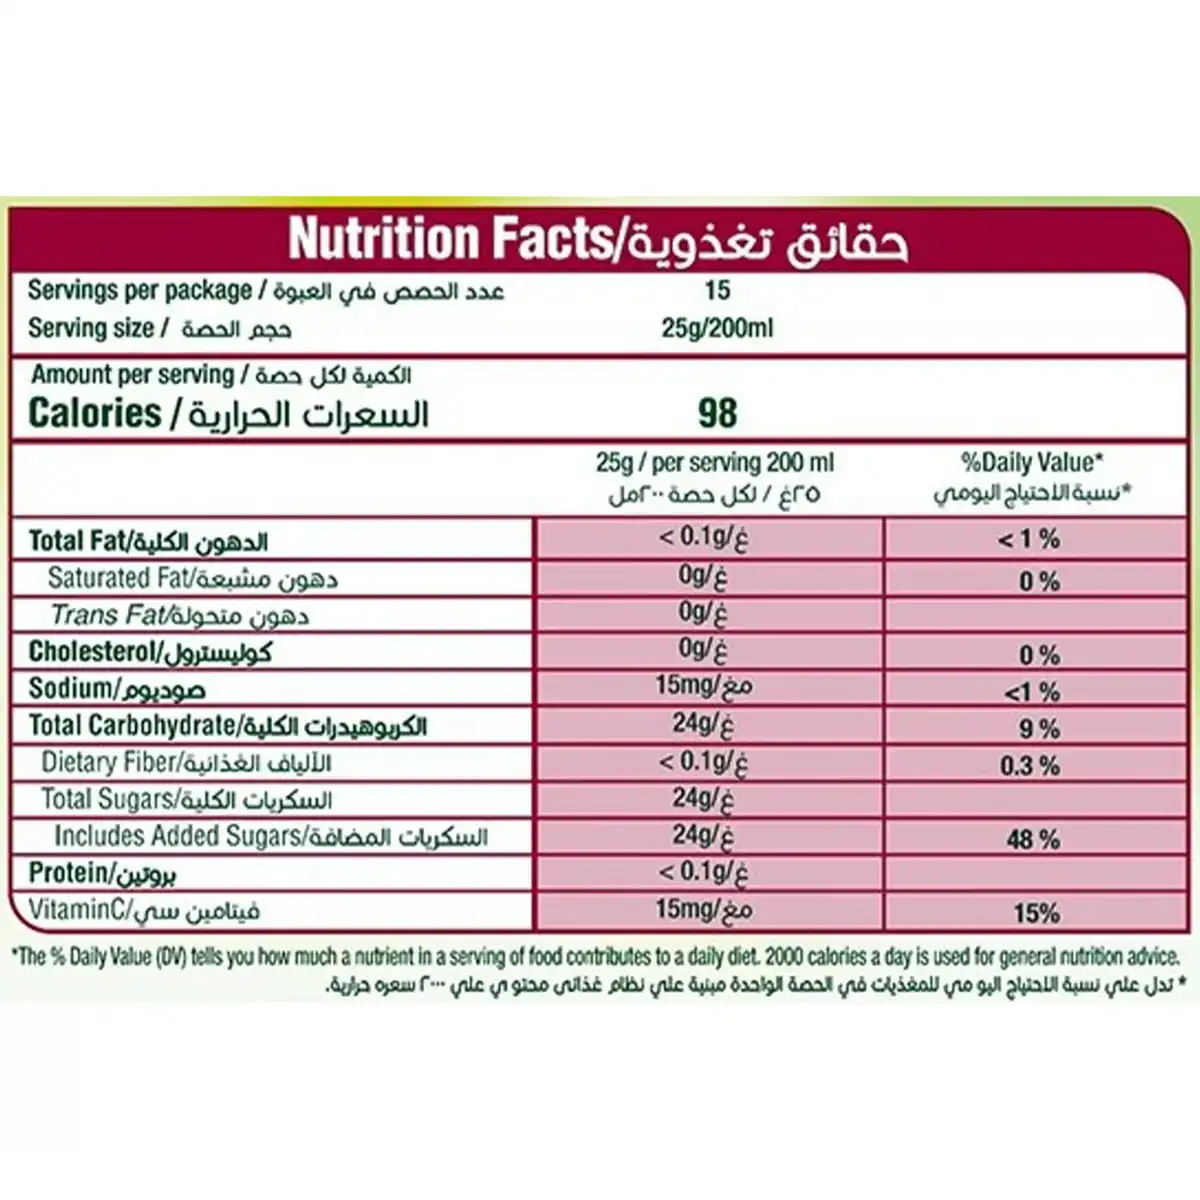 Nutrition Facts/حقائق تغذوية
Servings per package / عدد الحصص في العبوة 15
Serving size / حجم الحصة 25g/200ml
Amount per serving / الكمية لكل حصة
Calories / السعرات الحرارية 98
25g / per serving 200 ml %Daily Value*
٢٥غ / لكل حصة ٢٠٠مل نسبة الاحتياج اليومي*
Total Fat/الدهون الكلية < 0.1g/غ < 1 %
Saturated Fat/دهون مشبعة 0g/غ 0 %
Trans Fat/دهون متحولة 0g/غ
Cholesterol/كوليسترول 0g/غ 0 %
Sodium/صوديوم 15mg/مغ <1 %
Total Carbohydrate/الكربوهيدرات الكلية 24g/غ 9 %
Dietary Fiber/الألياف الغذائية < 0.1g/غ 0.3 %
Total Sugars/السكريات الكلية 24g/غ
Includes Added Sugars/السكريات المضافة 24g/غ 48 %
Protein/بروتين < 0.1g/غ
VitaminC/فيتامين سي 15mg/مغ 15%
*The % Daily Value (DV) tells you how much a nutrient in a serving of food contributes to a daily diet. 2000 calories a day is used for general nutrition advice.
* تدل علي نسبة الاحتياج اليو مي للمغذيات في الحصة الواحدة مبنية علي نظام غذائي محتو ي علي ٢٠٠٠ سعره حرارية.